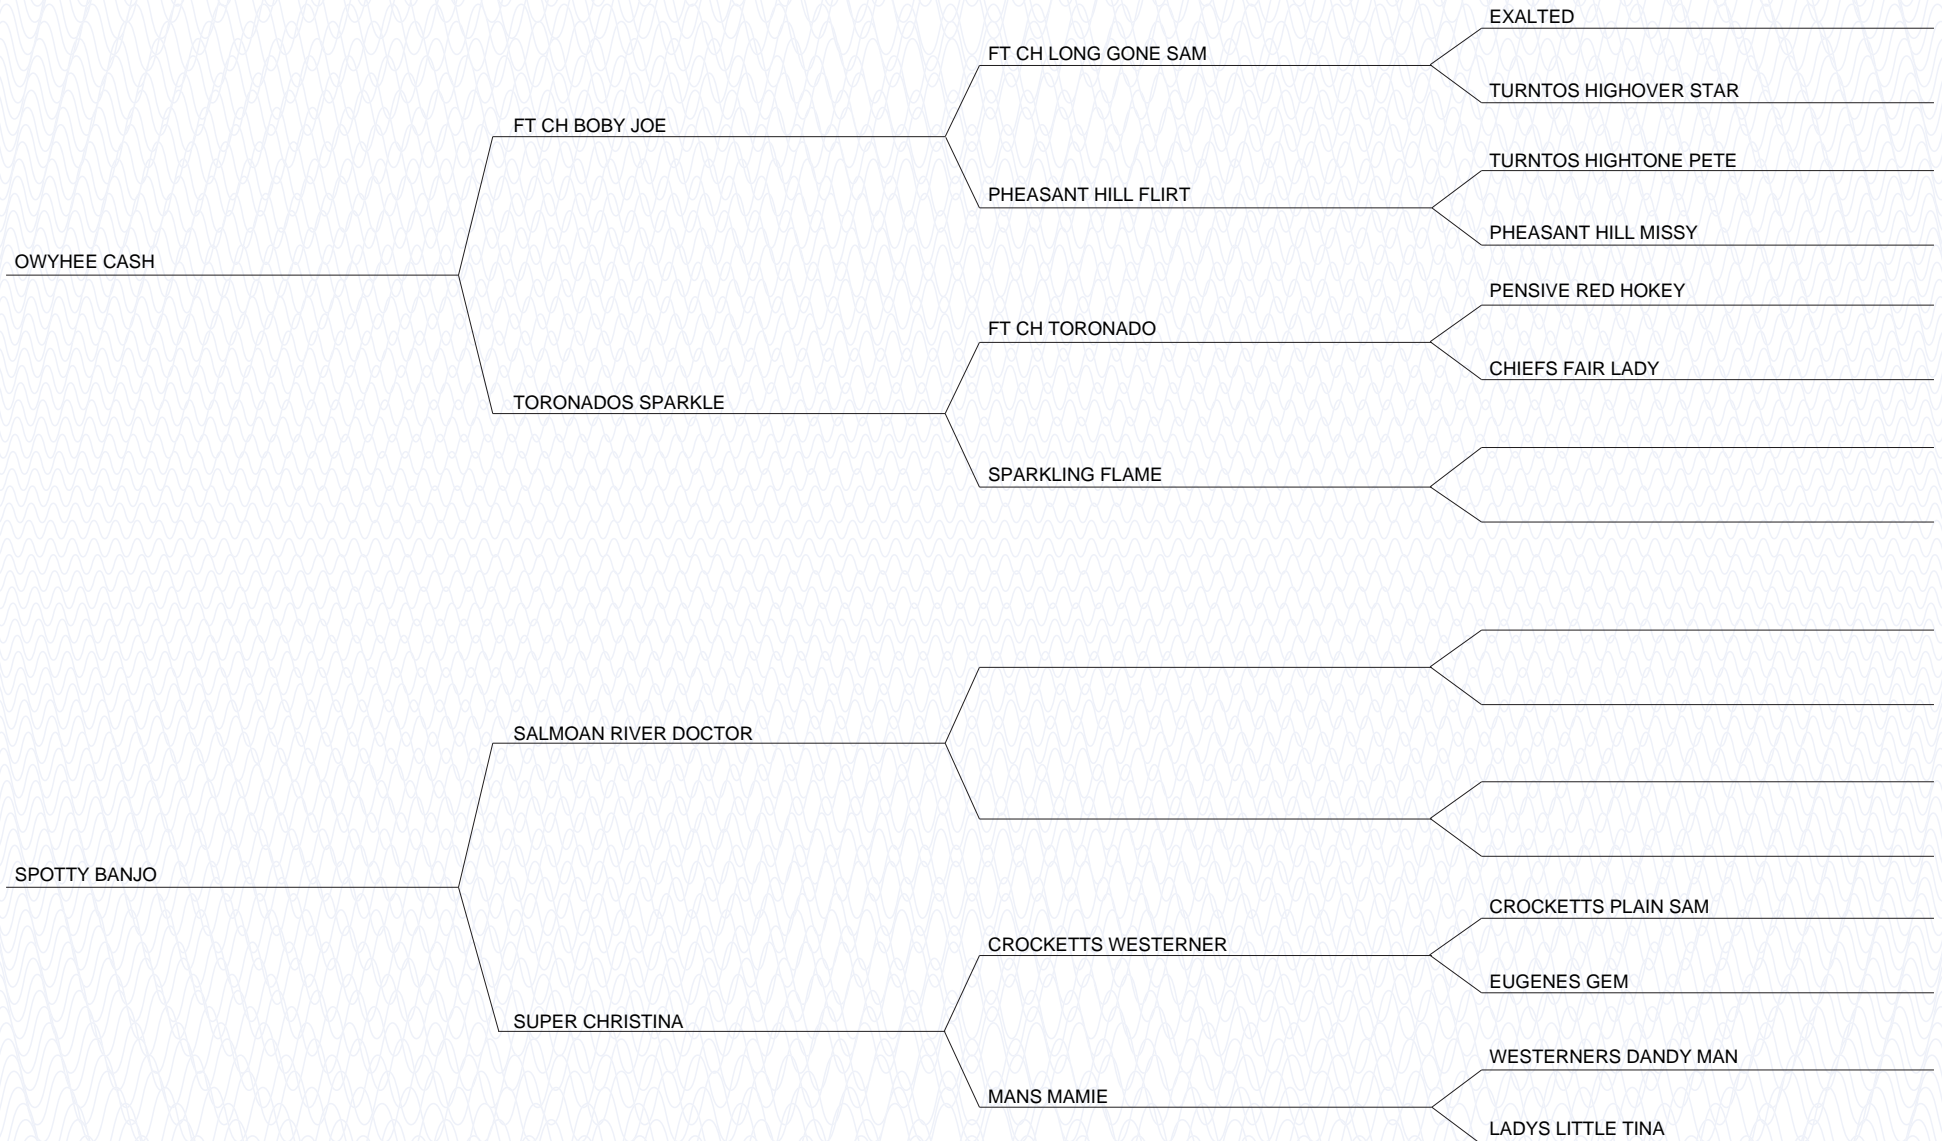 EXALTED
FT CH LONG GONE SAM
TURNTOS HIGHOVER STAR
FT CH BOBY JOE
TURNTOS HIGHTONE PETE
PHEASANT HILL FLIRT
PHEASANT HILL MISSY
OWYHEE CASH
PENSIVE RED HOKEY
FT CH TORONADO
CHIEFS FAIR LADY
TORONADOS SPARKLE
SPARKLING FLAME
SALMOAN RIVER DOCTOR
SPOTTY BANJO
CROCKETTS PLAIN SAM
CROCKETTS WESTERNER
EUGENES GEM
SUPER CHRISTINA
WESTERNERS DANDY MAN
MANS MAMIE
LADYS LITTLE TINA